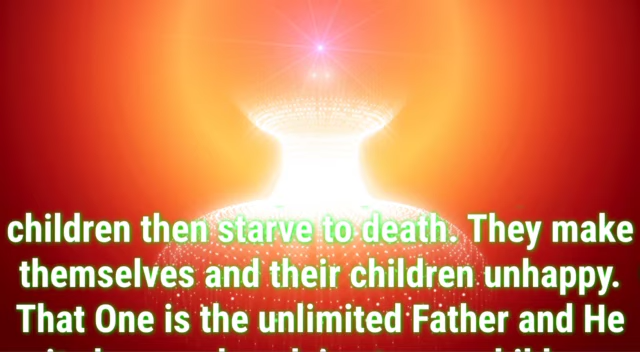 children then starve to death. They make
themselves and their children unhappy.
That One is the unlimited Father and He